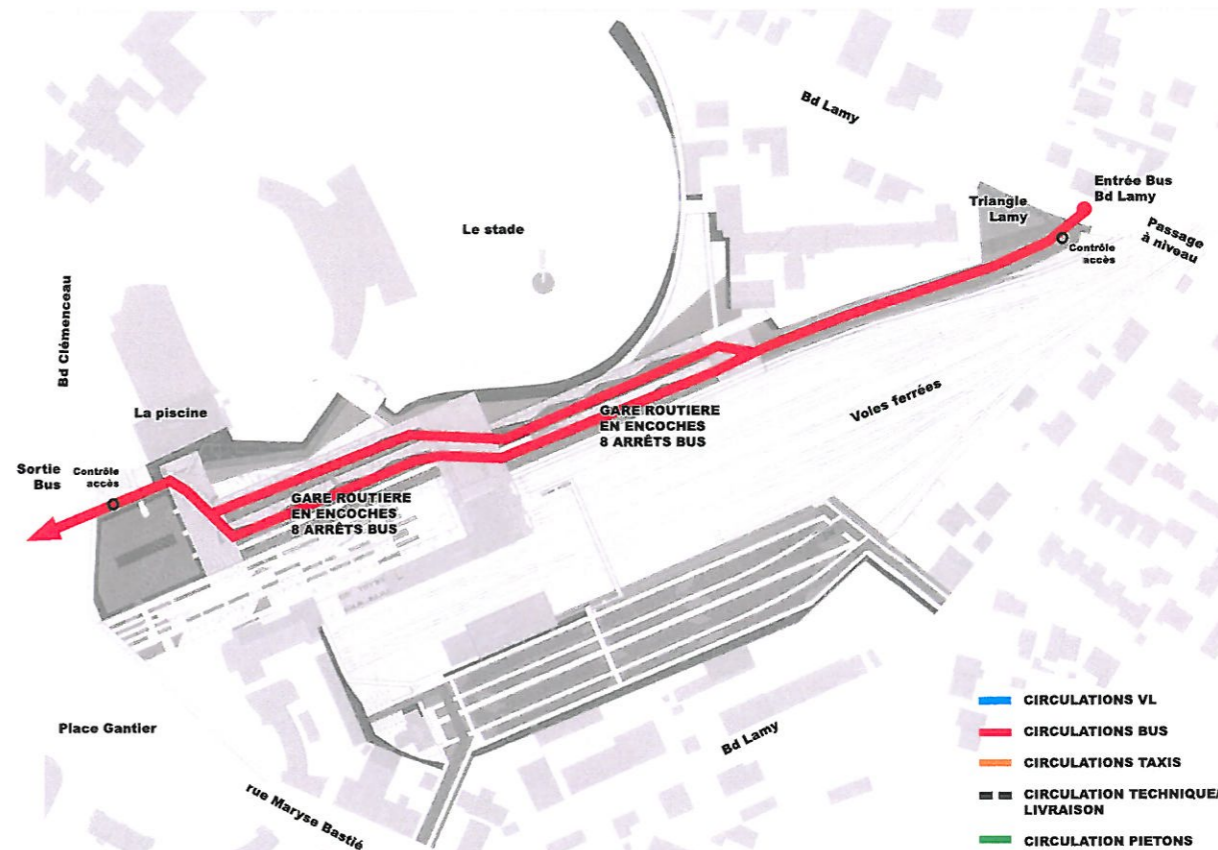 Bd Lamy
Entrée Bus
Bd Lamy
Triangle
Lamy
Passage
à niveau
Contrôle
accès
Le stade
Bd Clémenceau
La piscine
Voies ferrées
GARE ROUTIERE
EN ENCOCHES
8 ARRÊTS BUS
Sortie
Bus
Contrôle
accès
GARE ROUTIERE
EN ENCOCHES
8 ARRÊTS BUS
Place Gantier
rue Maryse Bastié
Bd Lamy
CIRCULATIONS VL
CIRCULATIONS BUS
CIRCULATIONS TAXIS
CIRCULATION TECHNIQUE/
LIVRAISON
CIRCULATION PIETONS